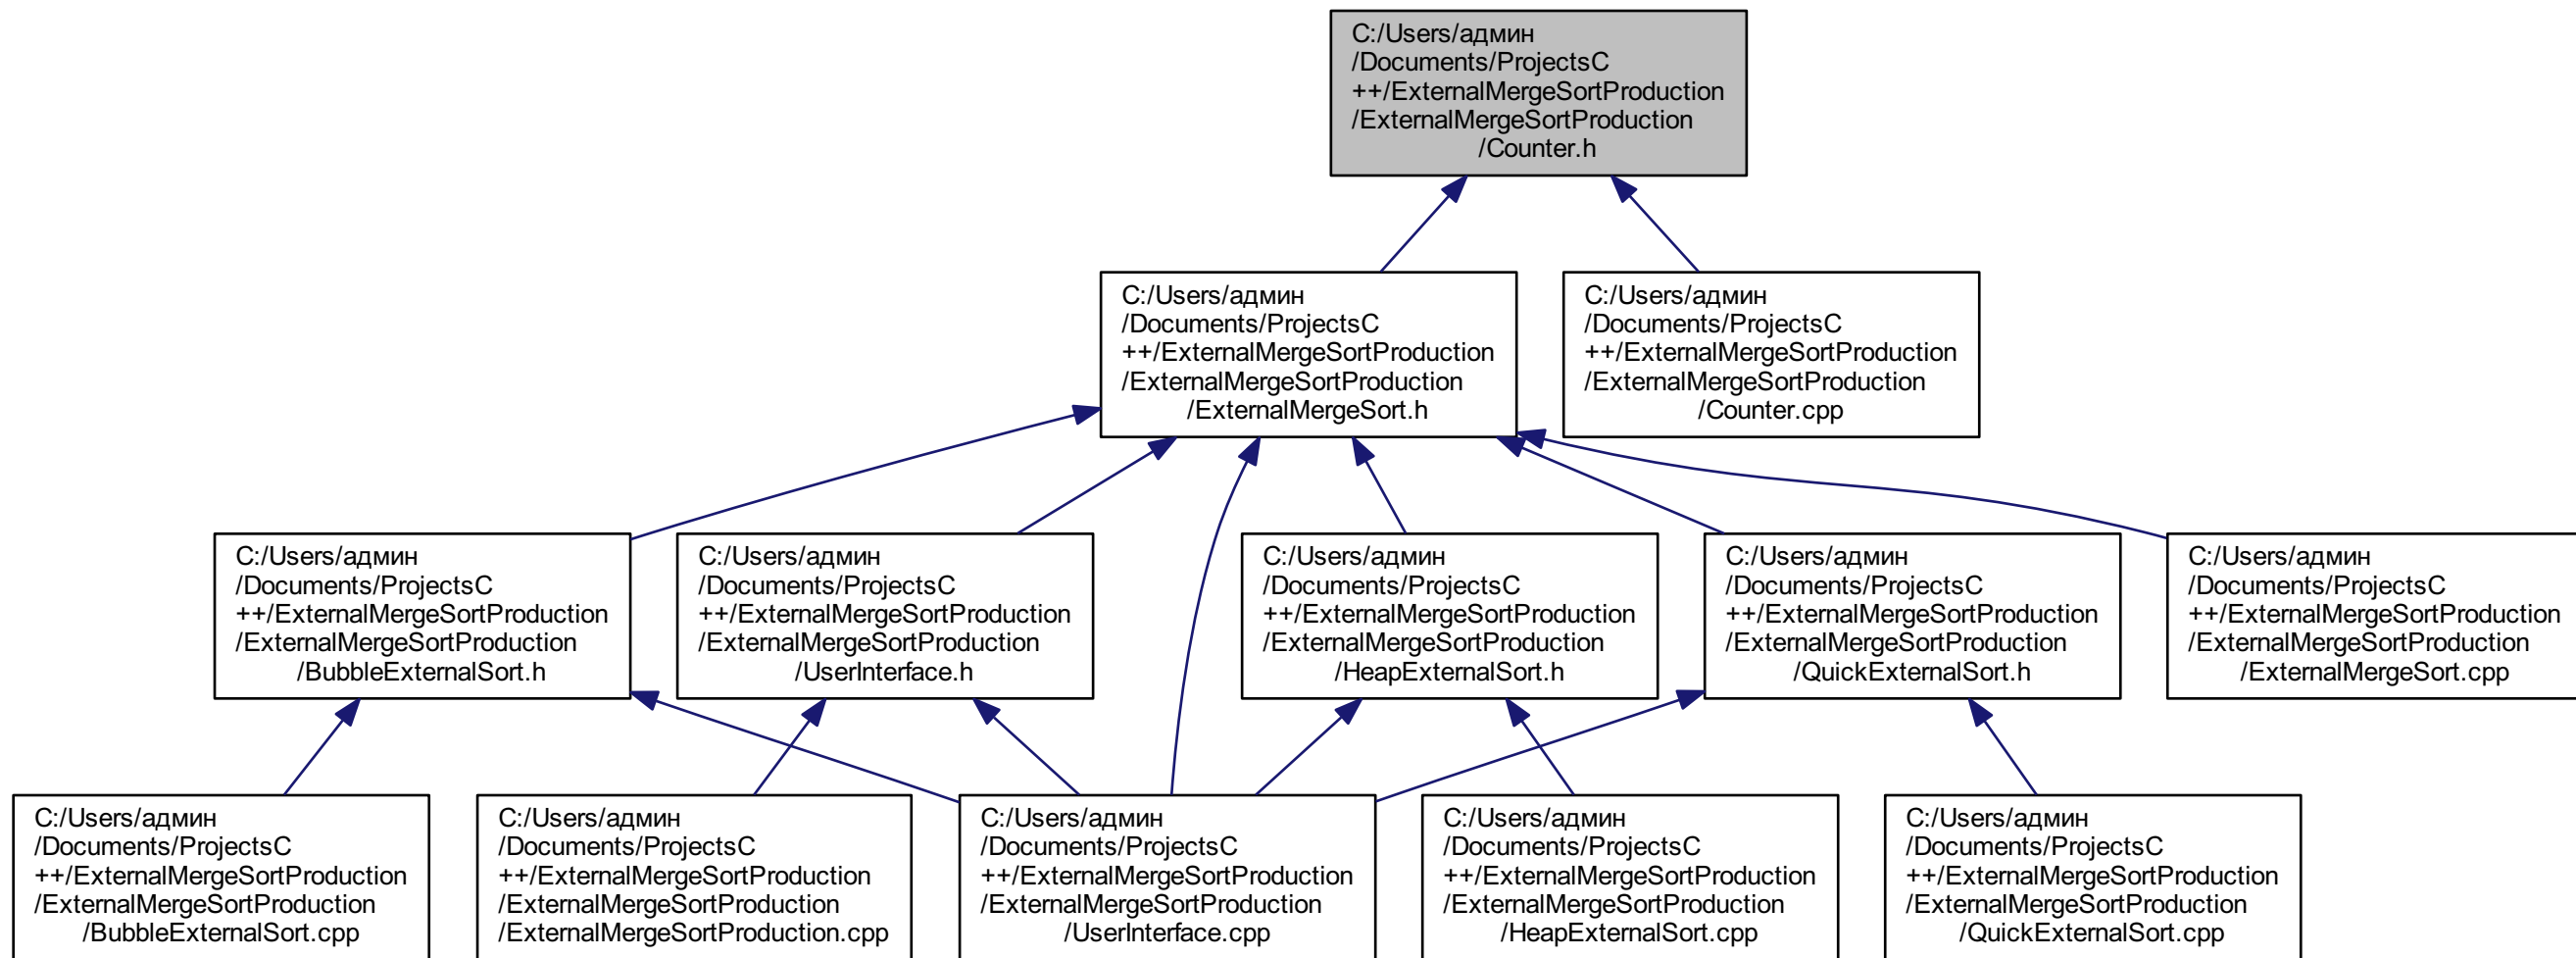 C:/Users/админ
/Documents/ProjectsC
++/ExternalMergeSortProduction
/ExternalMergeSortProduction
/Counter.h
C:/Users/админ
/Documents/ProjectsC
++/ExternalMergeSortProduction
/ExternalMergeSortProduction
/ExternalMergeSort.h
C:/Users/админ
/Documents/ProjectsC
++/ExternalMergeSortProduction
/ExternalMergeSortProduction
/Counter.cpp
C:/Users/админ
/Documents/ProjectsC
++/ExternalMergeSortProduction
/ExternalMergeSortProduction
/BubbleExternalSort.h
C:/Users/админ
/Documents/ProjectsC
++/ExternalMergeSortProduction
/ExternalMergeSortProduction
/UserInterface.h
C:/Users/админ
/Documents/ProjectsC
++/ExternalMergeSortProduction
/ExternalMergeSortProduction
/HeapExternalSort.h
C:/Users/админ
/Documents/ProjectsC
++/ExternalMergeSortProduction
/ExternalMergeSortProduction
/QuickExternalSort.h
C:/Users/админ
/Documents/ProjectsC
++/ExternalMergeSortProduction
/ExternalMergeSortProduction
/ExternalMergeSort.cpp
C:/Users/админ
/Documents/ProjectsC
++/ExternalMergeSortProduction
/ExternalMergeSortProduction
/BubbleExternalSort.cpp
C:/Users/админ
/Documents/ProjectsC
++/ExternalMergeSortProduction
/ExternalMergeSortProduction
/ExternalMergeSortProduction.cpp
C:/Users/админ
/Documents/ProjectsC
++/ExternalMergeSortProduction
/ExternalMergeSortProduction
/UserInterface.cpp
C:/Users/админ
/Documents/ProjectsC
++/ExternalMergeSortProduction
/ExternalMergeSortProduction
/HeapExternalSort.cpp
C:/Users/админ
/Documents/ProjectsC
++/ExternalMergeSortProduction
/ExternalMergeSortProduction
/QuickExternalSort.cpp